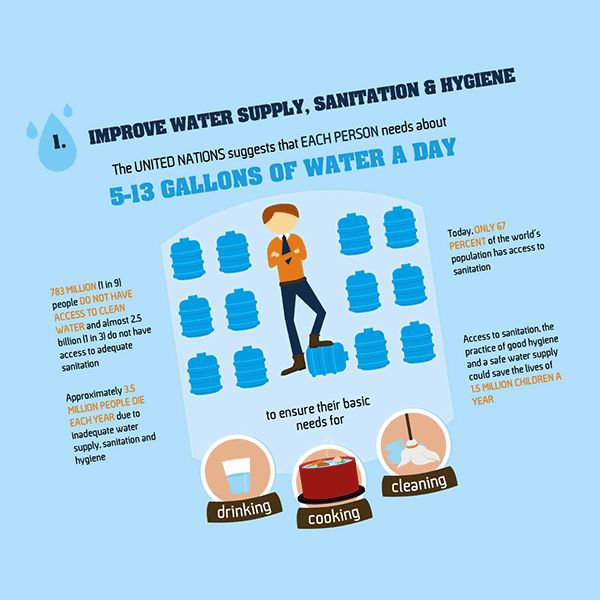 1.
IMPROVE WATER SUPPLY, SANITATION & HYGIENE
The UNITED NATIONS suggests that EACH PERSON needs about
5-13 GALLONS OF WATER A DAY
783 MILLION (1 in 9)
people DO NOT HAVE
ACCESS TO CLEAN
WATER and almost 2.5
billion (1 in 3) do not have
access to adequate
sanitation
Approximately 3.5
MILLION PEOPLE DIE
EACH YEAR due to
inadequate water
supply, sanitation and
hygiene
Today, ONLY 67
PERCENT of the world's
population has access to
sanitation
Access to sanitation, the
practice of good hygiene
and a safe water supply
could save the lives of
1.5 MILLION CHILDREN A
YEAR
to ensure their basic
needs for
drinking
cooking
cleaning